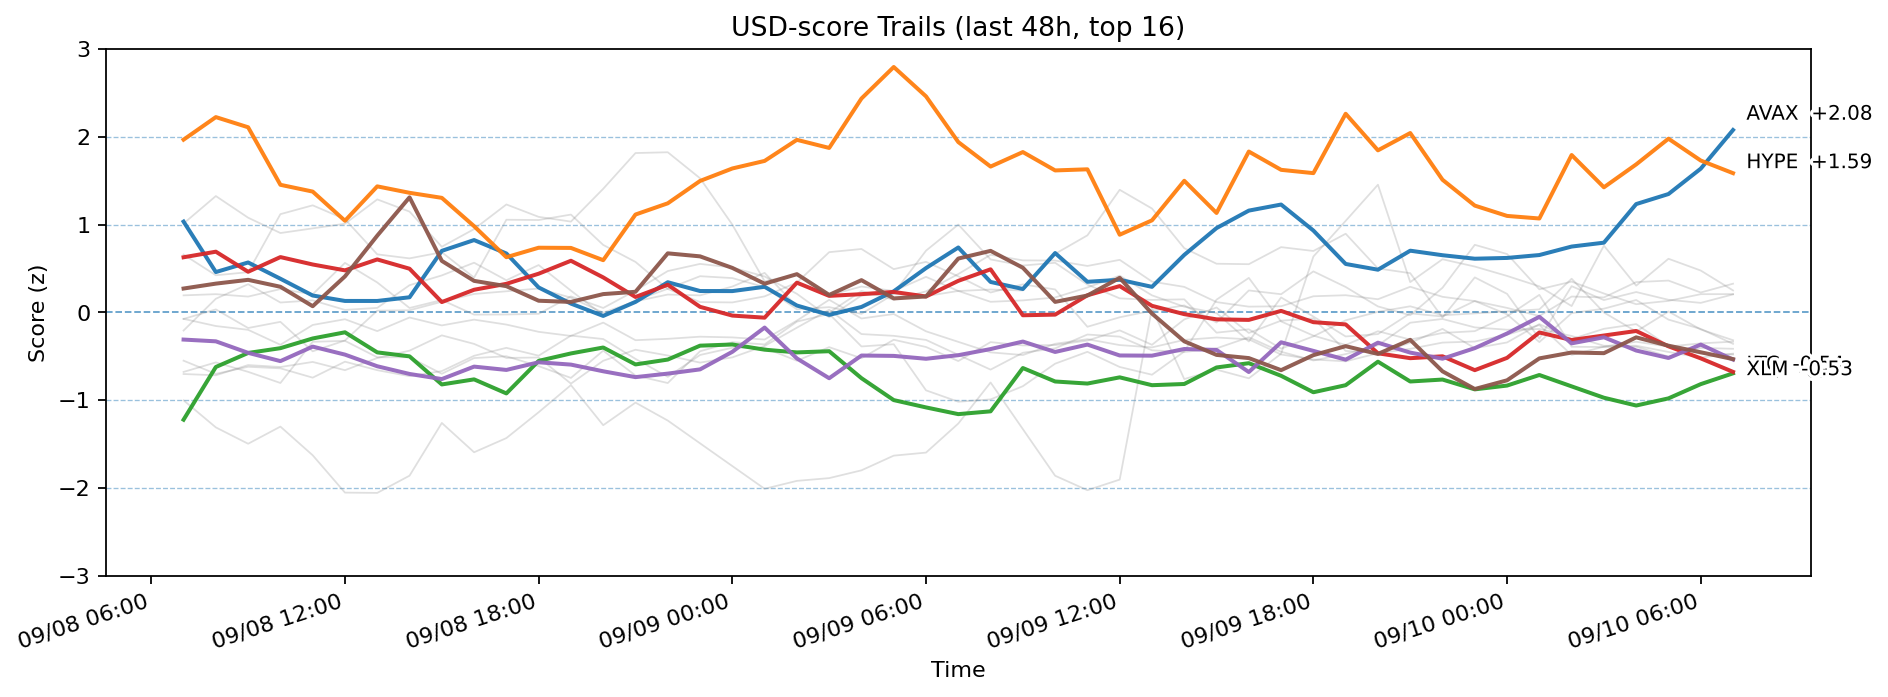 USD-score Trails (last 48h, top 16)
Score (z)
3
2
1
0
−1
−2
−3
AVAX +2.08
HYPE +1.59
XLM -0.53
09/08 06:00
09/08 12:00
09/08 18:00
09/09 00:00
09/09 06:00
09/09 12:00
09/09 18:00
09/10 00:00
09/10 06:00
Time